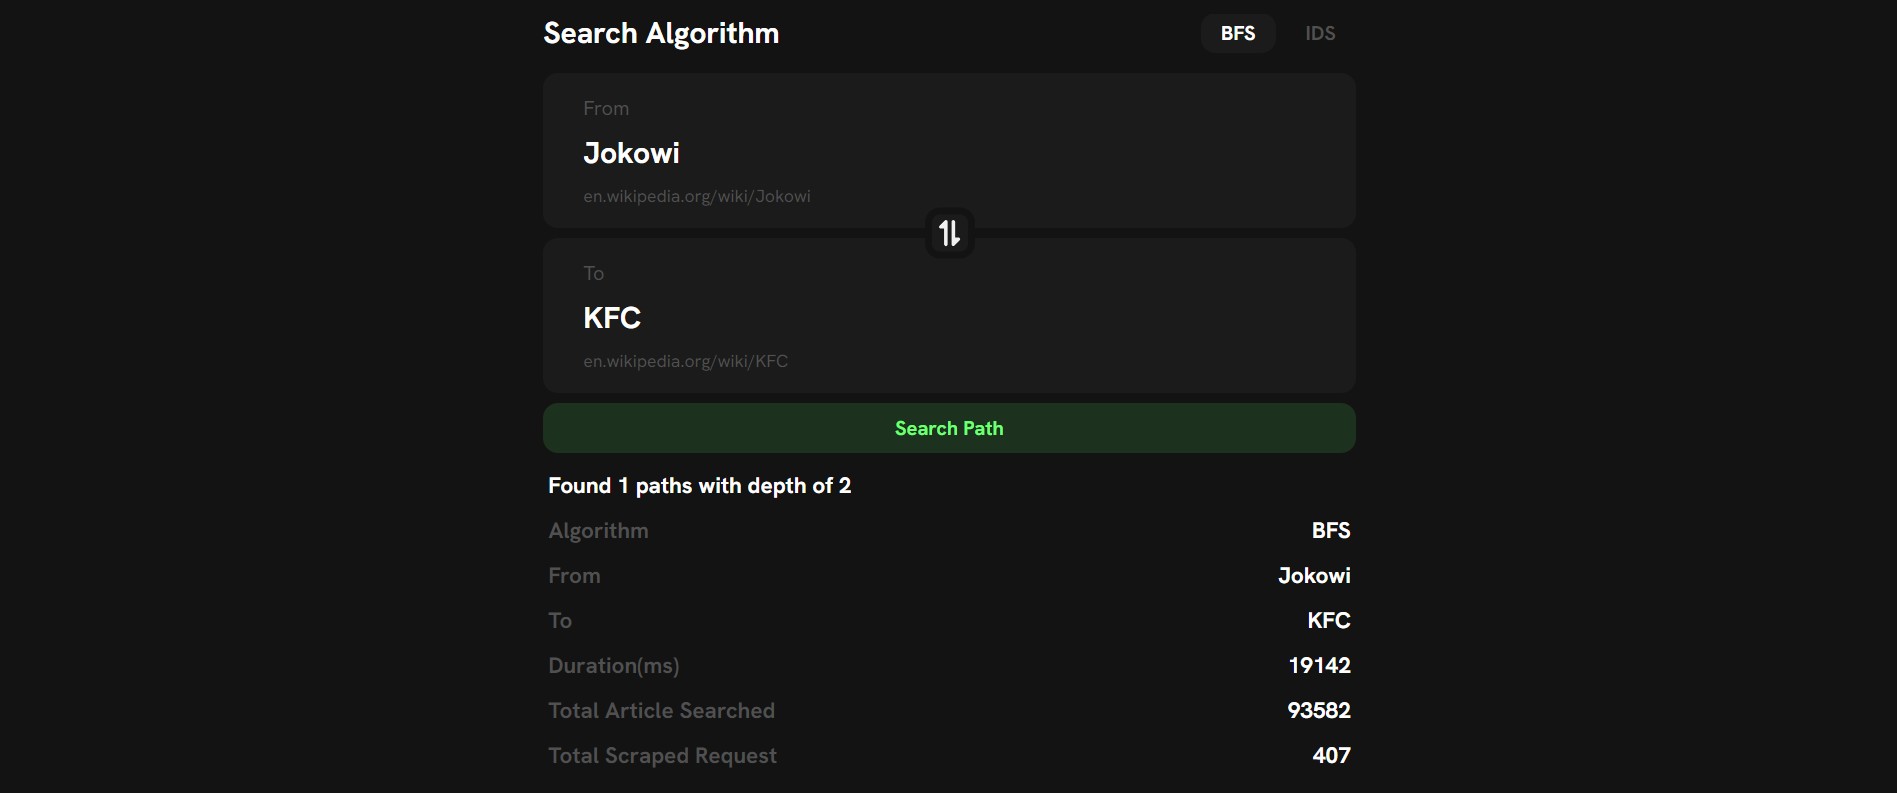 Search Algorithm BFS IDS
From
Jokowi
en.wikipedia.org/wiki/Jokowi
To
KFC
en.wikipedia.org/wiki/KFC
Search Path
Found 1 paths with depth of 2
Algorithm BFS
From Jokowi
To KFC
Duration(ms) 19142
Total Article Searched 93582
Total Scraped Request 407